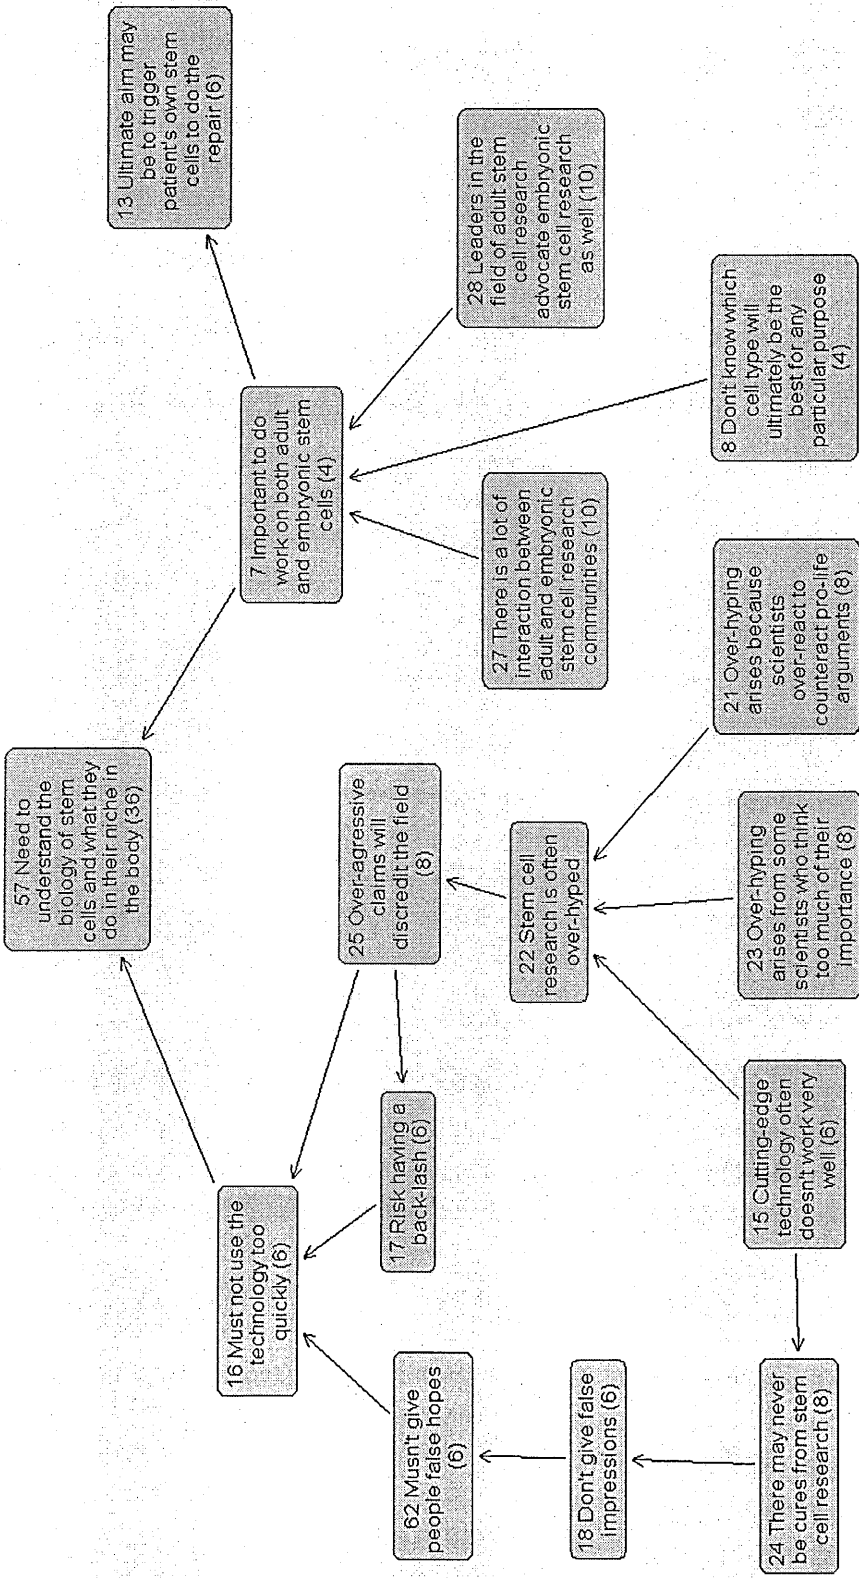 57 Need to
understand the
biology of stem
cells and what they
do in their niche in
the body (36)
13 Ultimate aim may
be to trigger
patient's own stem
cells to do the
repair (6)
16 Must not use the
technology too
quickly (6)
7 Important to do
work on both adult
and embryonic stem
cells (4)
25 Over-agressive
claims will
discredit the field
(8)
17 Risk having a
back-lash (6)
62 Musn't give
people false hopes
(6)
28 Leaders in the
field of adult stem
cell research
advocate embryonic
stem cell research
as well (10)
27 There is a lot of
interaction between
adult and embryonic
stem cell research
communities (10)
22 Stem cell
research is often
over-hyped
18 Don't give false
impressions (6)
24 There may never
be cures from stem
cell research (8)
15 Cutting-edge
technology often
doesnt work very
well (6)
23 Over-hyping
arises from some
scientists who think
too much of their
importance (8)
21 Over-hyping
arises because
scientists
over-react to
counteract pro-life
arguments (8)
8 Don't know which
cell type will
ultimately be the
best for any
particular purpose
(4)